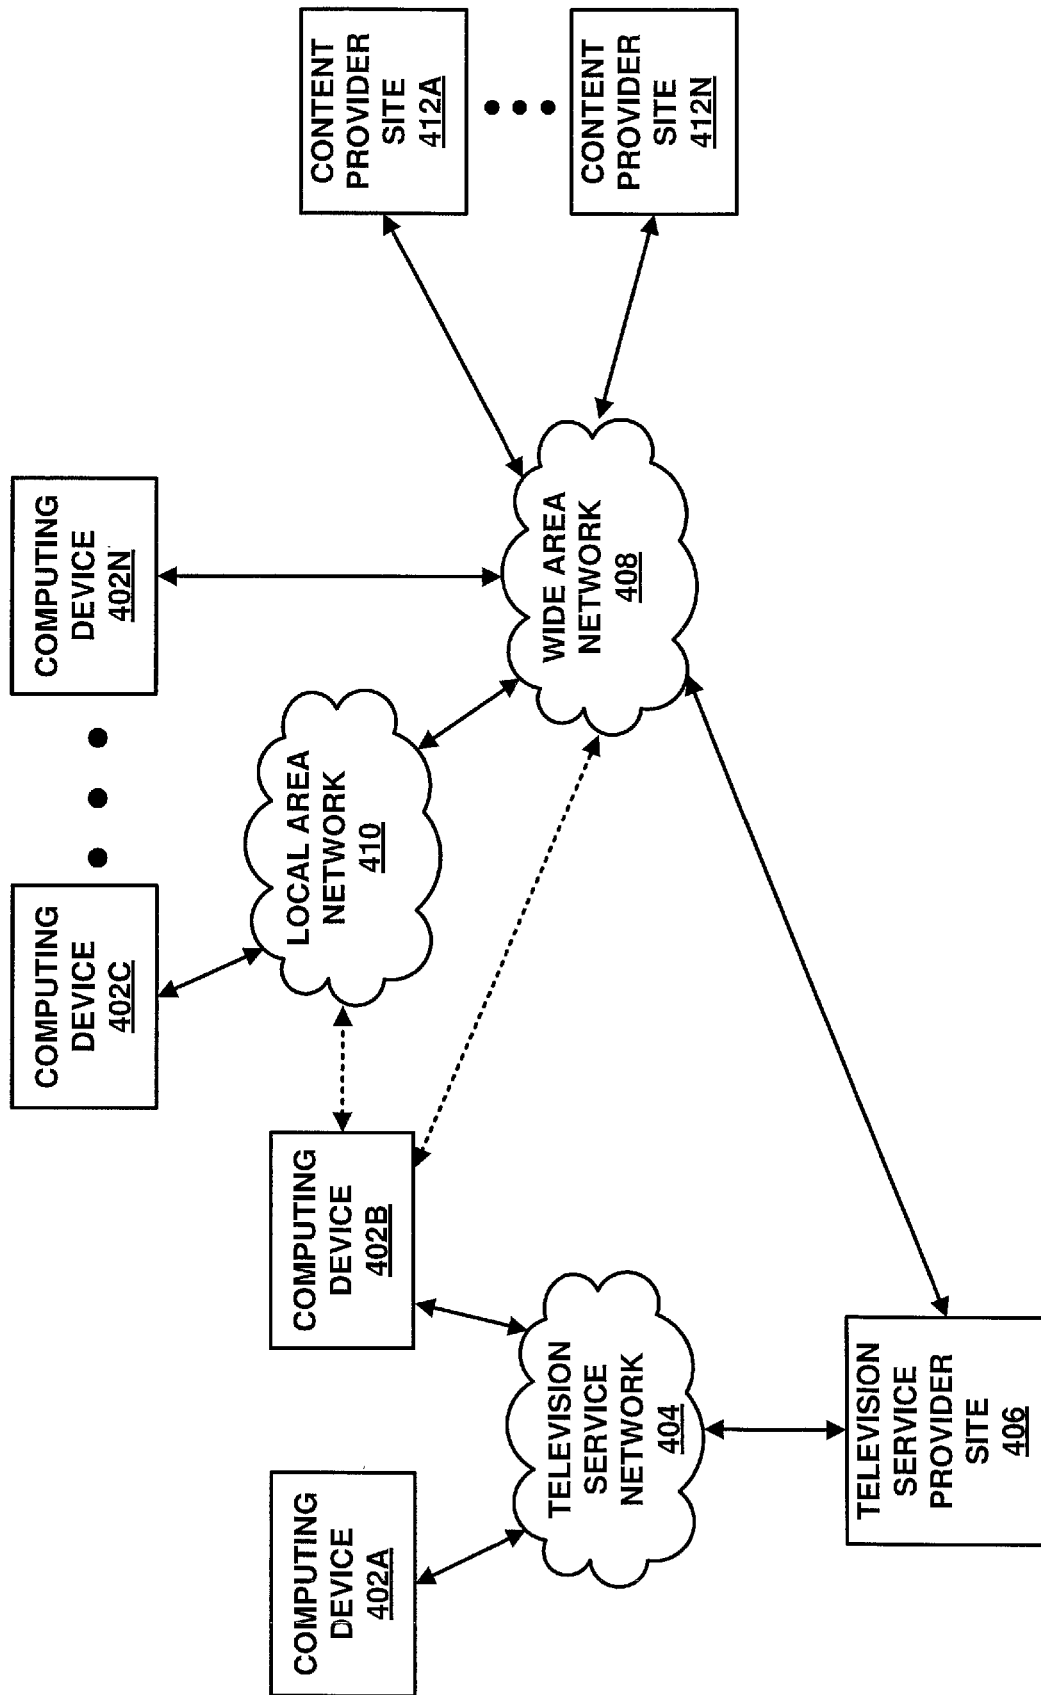 COMPUTING
DEVICE
402A
COMPUTING
DEVICE
402B
COMPUTING
DEVICE
402C
COMPUTING
DEVICE
402N
TELEVISION
SERVICE
NETWORK
404
LOCAL AREA
NETWORK
410
WIDE AREA
NETWORK
408
TELEVISION
SERVICE
PROVIDER
SITE
406
CONTENT
PROVIDER
SITE
412A
CONTENT
PROVIDER
SITE
412N